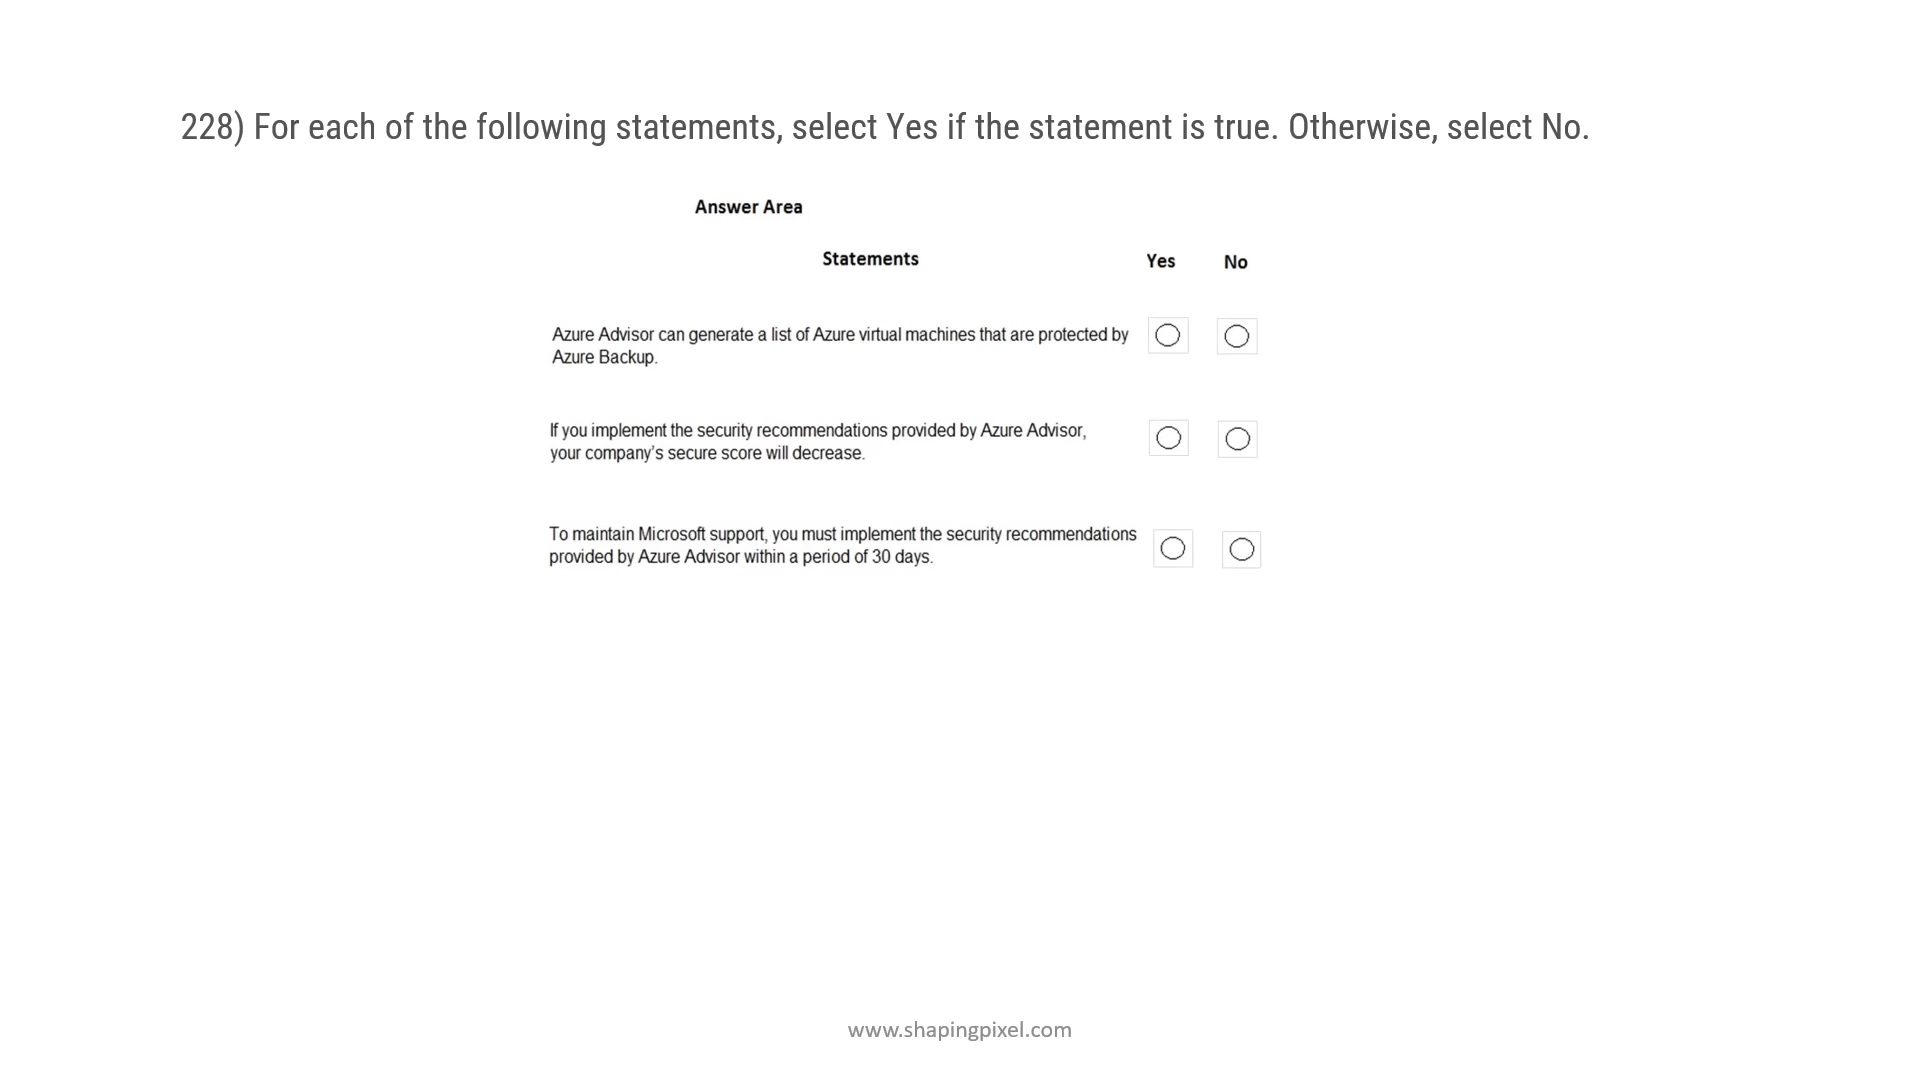 228) For each of the following statements, select Yes if the statement is true. Otherwise, select No.
Answer Area
Statements Yes No
Azure Advisor can generate a list of Azure virtual machines that are protected by
Azure Backup.
If you implement the security recommendations provided by Azure Advisor,
your company's secure score will decrease.
To maintain Microsoft support, you must implement the security recommendations
provided by Azure Advisor within a period of 30 days.
www.shapingpixel.com